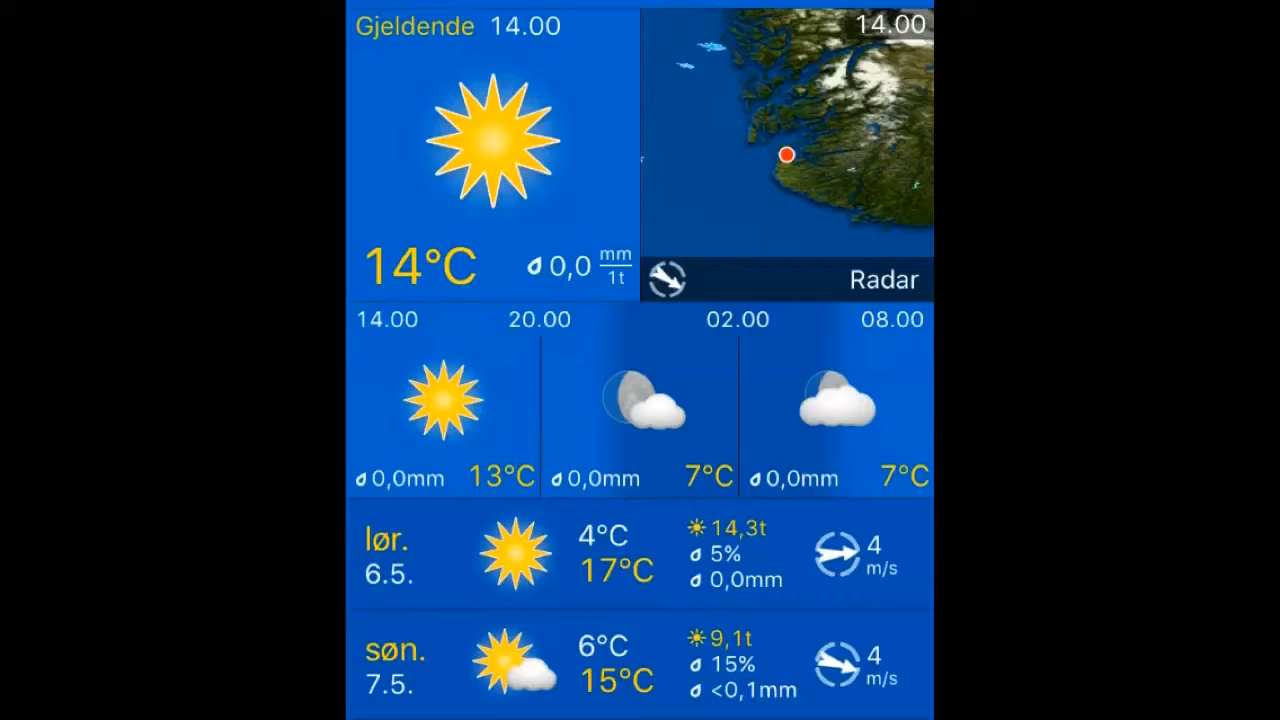 Gjeldende 14.00
14.00
14°C 0,0 mm
1t
Radar
14.00 20.00 02.00 08.00
0,0mm 13°C 0,0mm 7°C 0,0mm 7°C
lør.
6.5.
4°C
17°C
14,3t
5%
0,0mm
4
m/s
søn.
7.5.
6°C
15°C
9,1t
15%
<0,1mm
4
m/s